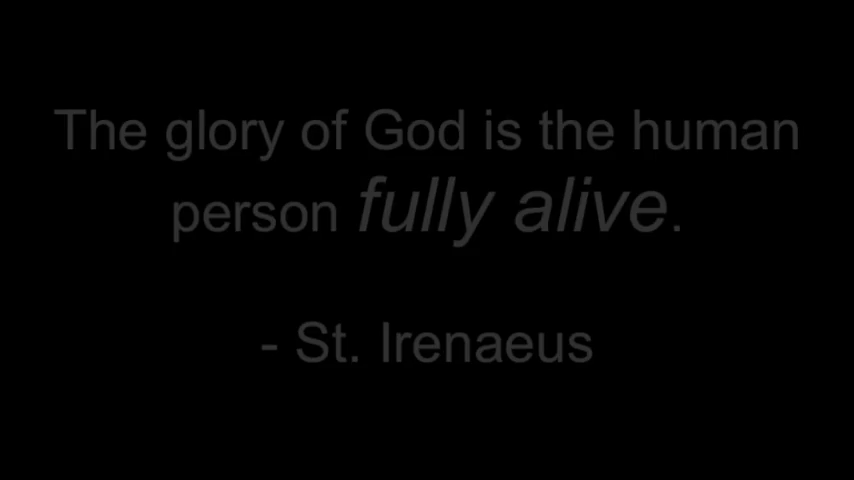 The glory of God is the human
person fully alive.
- St. Irenaeus